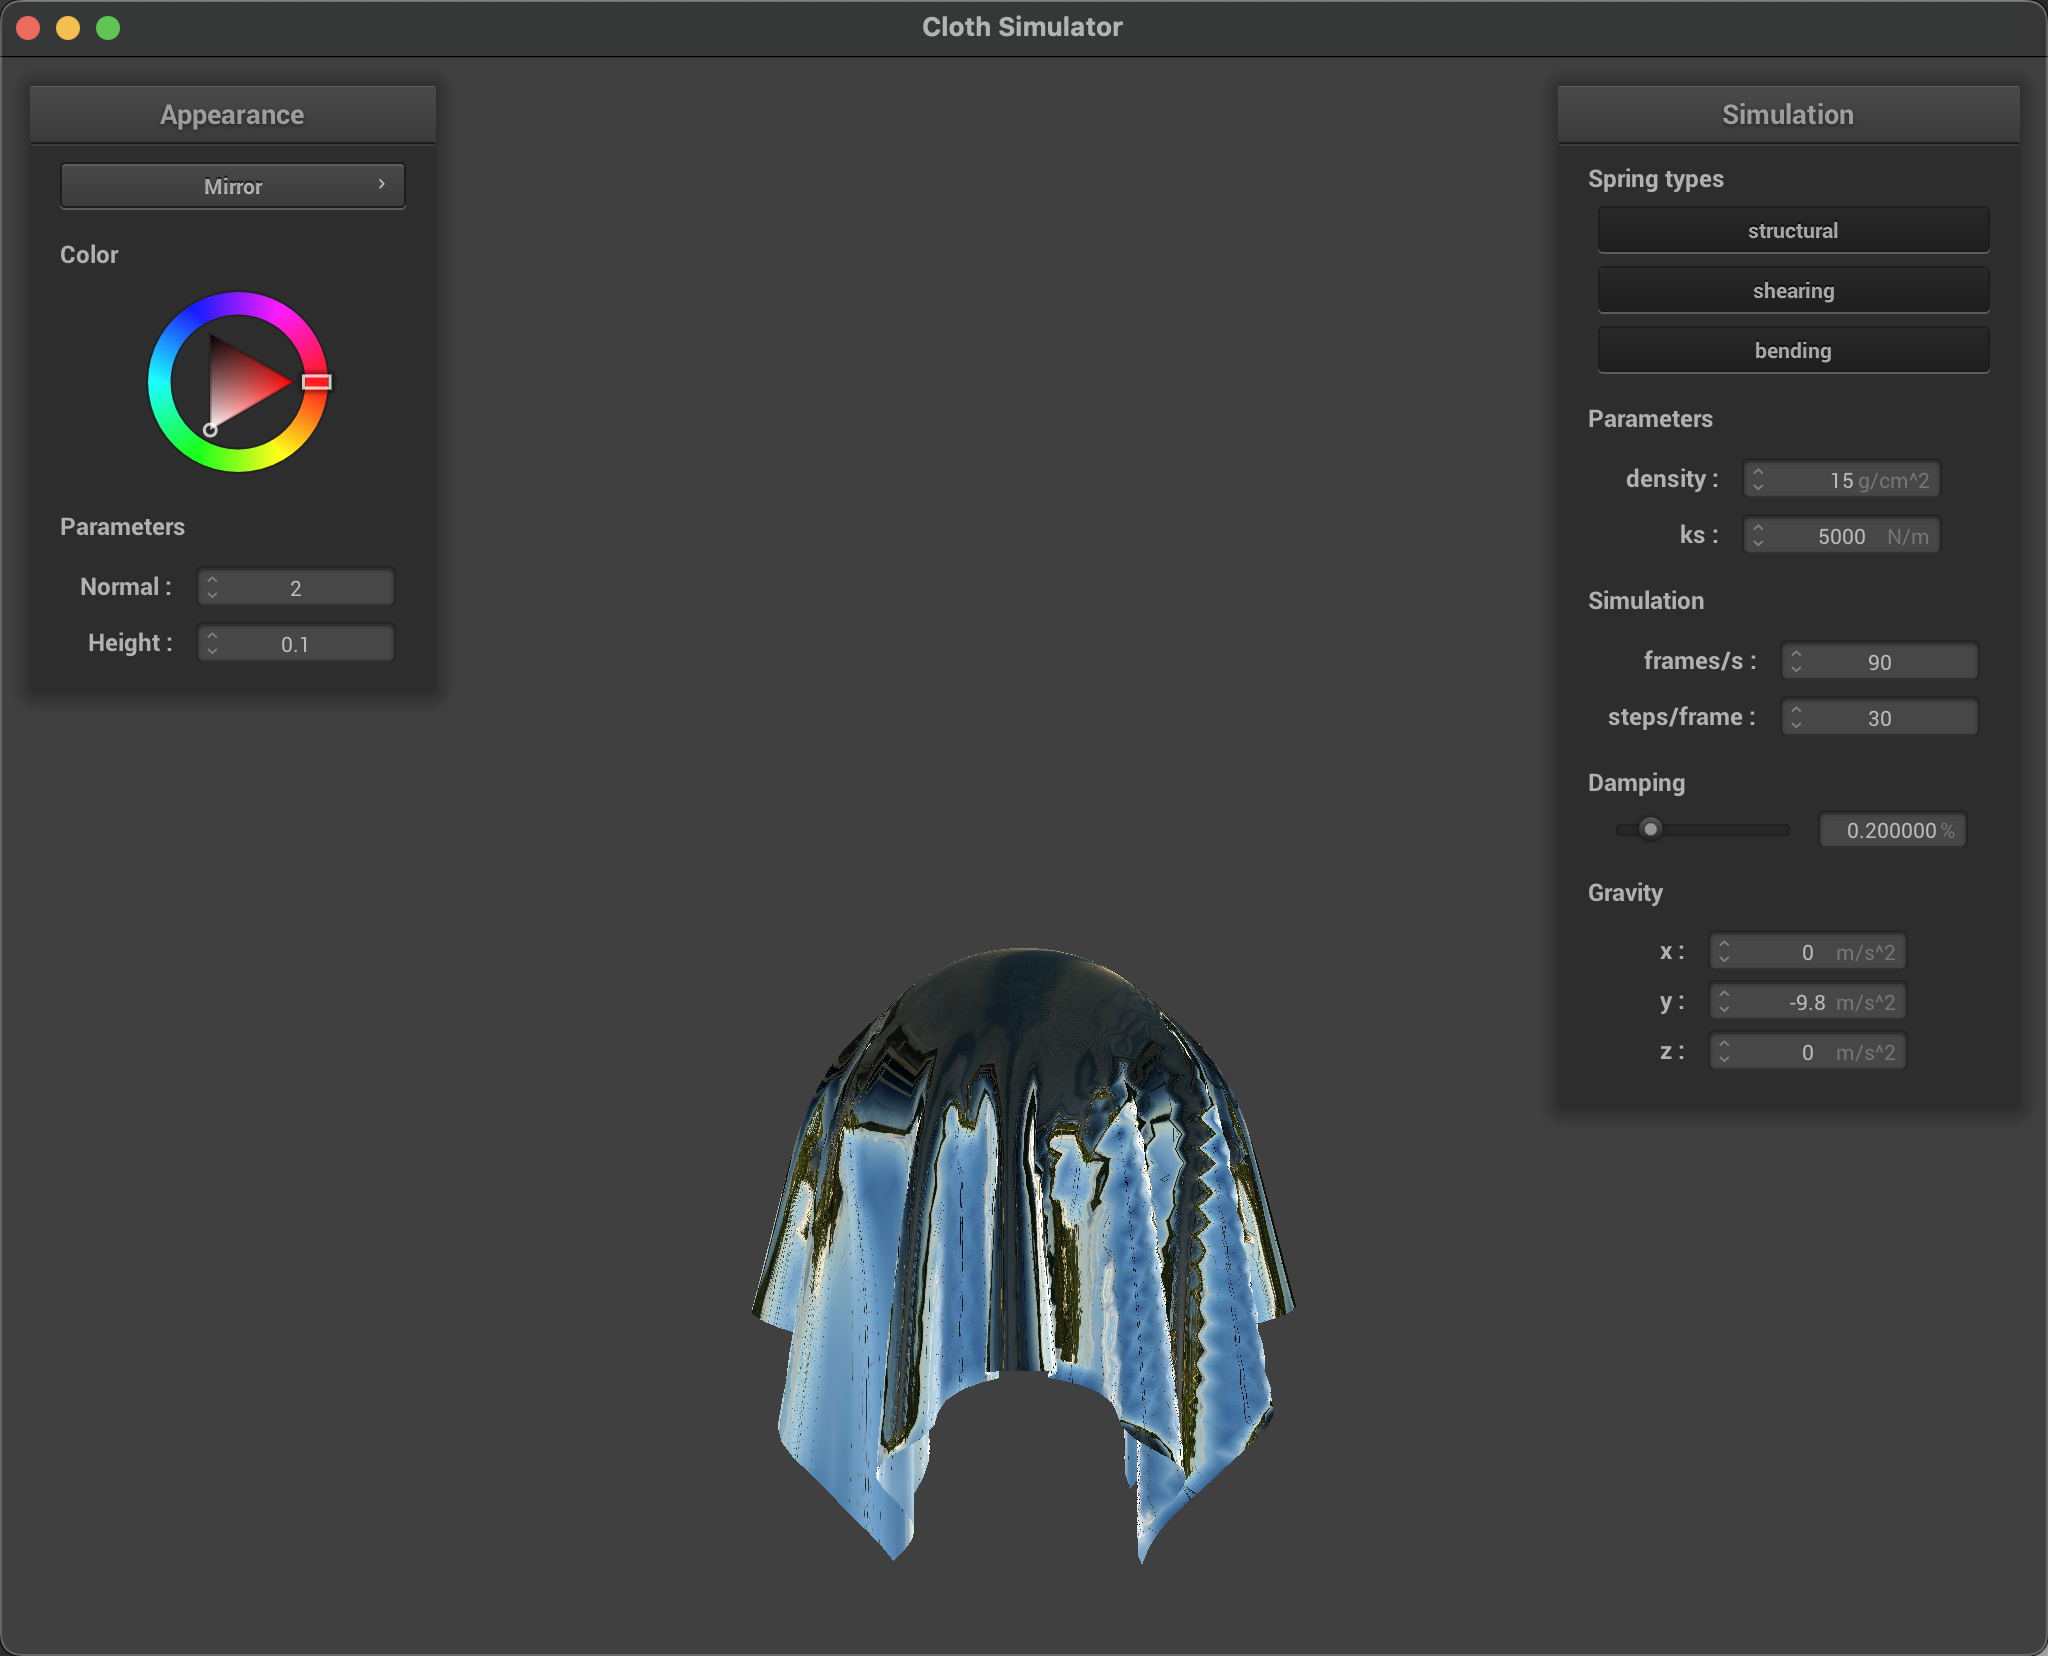 Cloth Simulator
Appearance
Mirror
Color
Parameters
Normal : 2
Height : 0.1
Simulation
Spring types
structural
shearing
bending
Parameters
density : 15 g/cm^2
ks : 5000 N/m
Simulation
frames/s : 90
steps/frame : 30
Damping
0.200000 %
Gravity
x : 0 m/s^2
y : -9.8 m/s^2
z : 0 m/s^2